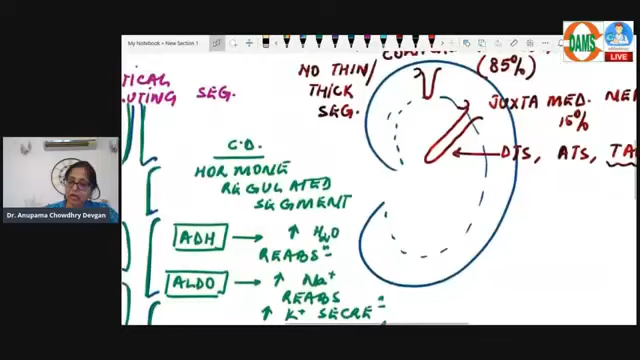 My Notebook > New Section 1
DAMS
LIVE
(85%)
NO THIN/
THICK
SEG.
TICAL
UTING SEG.
JUXTA MED. NE
15%
DTS, ATS, TA
C.D.
HORMONE
REGULATED
SEGMENT
ADH → ↑ H₂O
REABSⁿ
ALDO → ↑ Na⁺
REABS
↑ K⁺ SECRE
Dr. Anupama Chowdhry Devgan